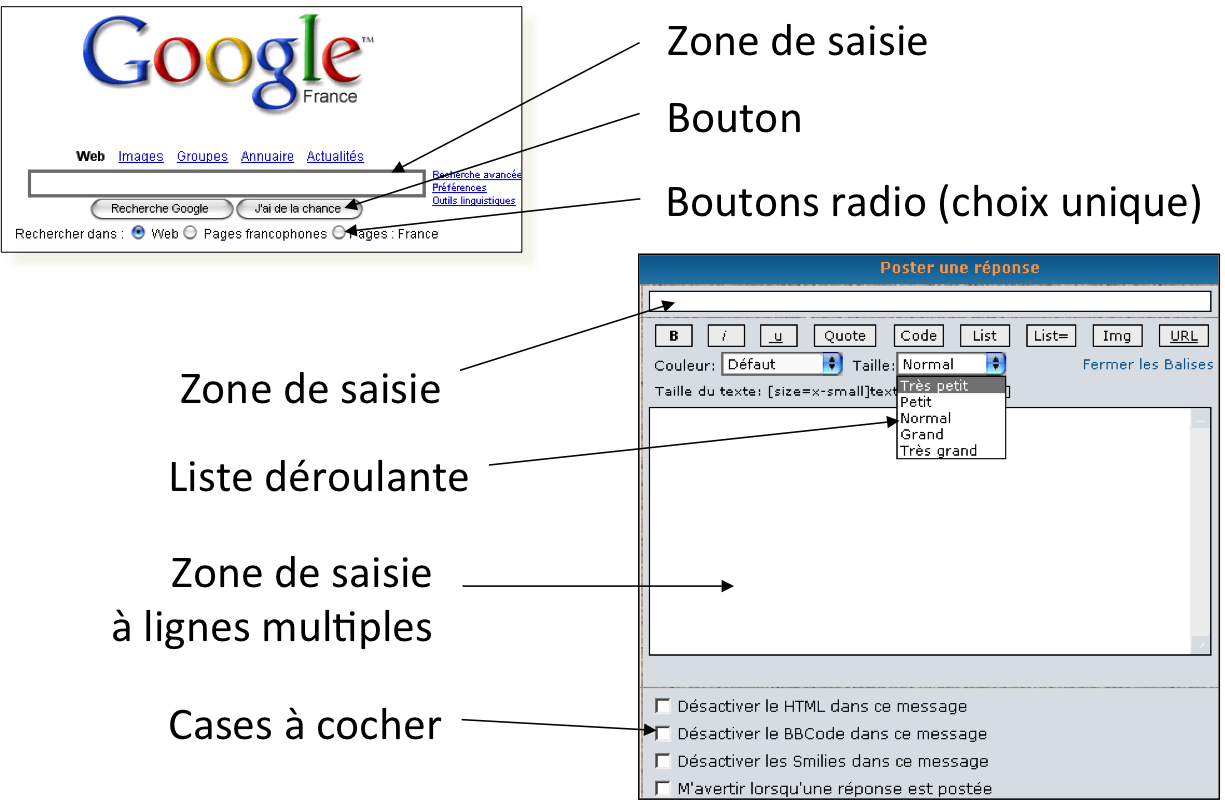 Google™
France
Web Images Groupes Annuaire Actualités
Recherche avancée
Préférences
Outils linguistiques
Recherche Google J'ai de la chance
Rechercher dans : Web Pages francophones Pages : France
Zone de saisie
Bouton
Boutons radio (choix unique)
Poster une réponse
B i u Quote Code List List= Img URL
Couleur: Défaut Taille: Normal Fermer les Balises
Taille du texte: [size=x-small]text
Très petit
Petit
Normal
Grand
Très grand
Zone de saisie
Liste déroulante
Zone de saisie
à lignes multiples
Cases à cocher
Désactiver le HTML dans ce message
Désactiver le BBCode dans ce message
Désactiver les Smilies dans ce message
M'avertir lorsqu'une réponse est postée